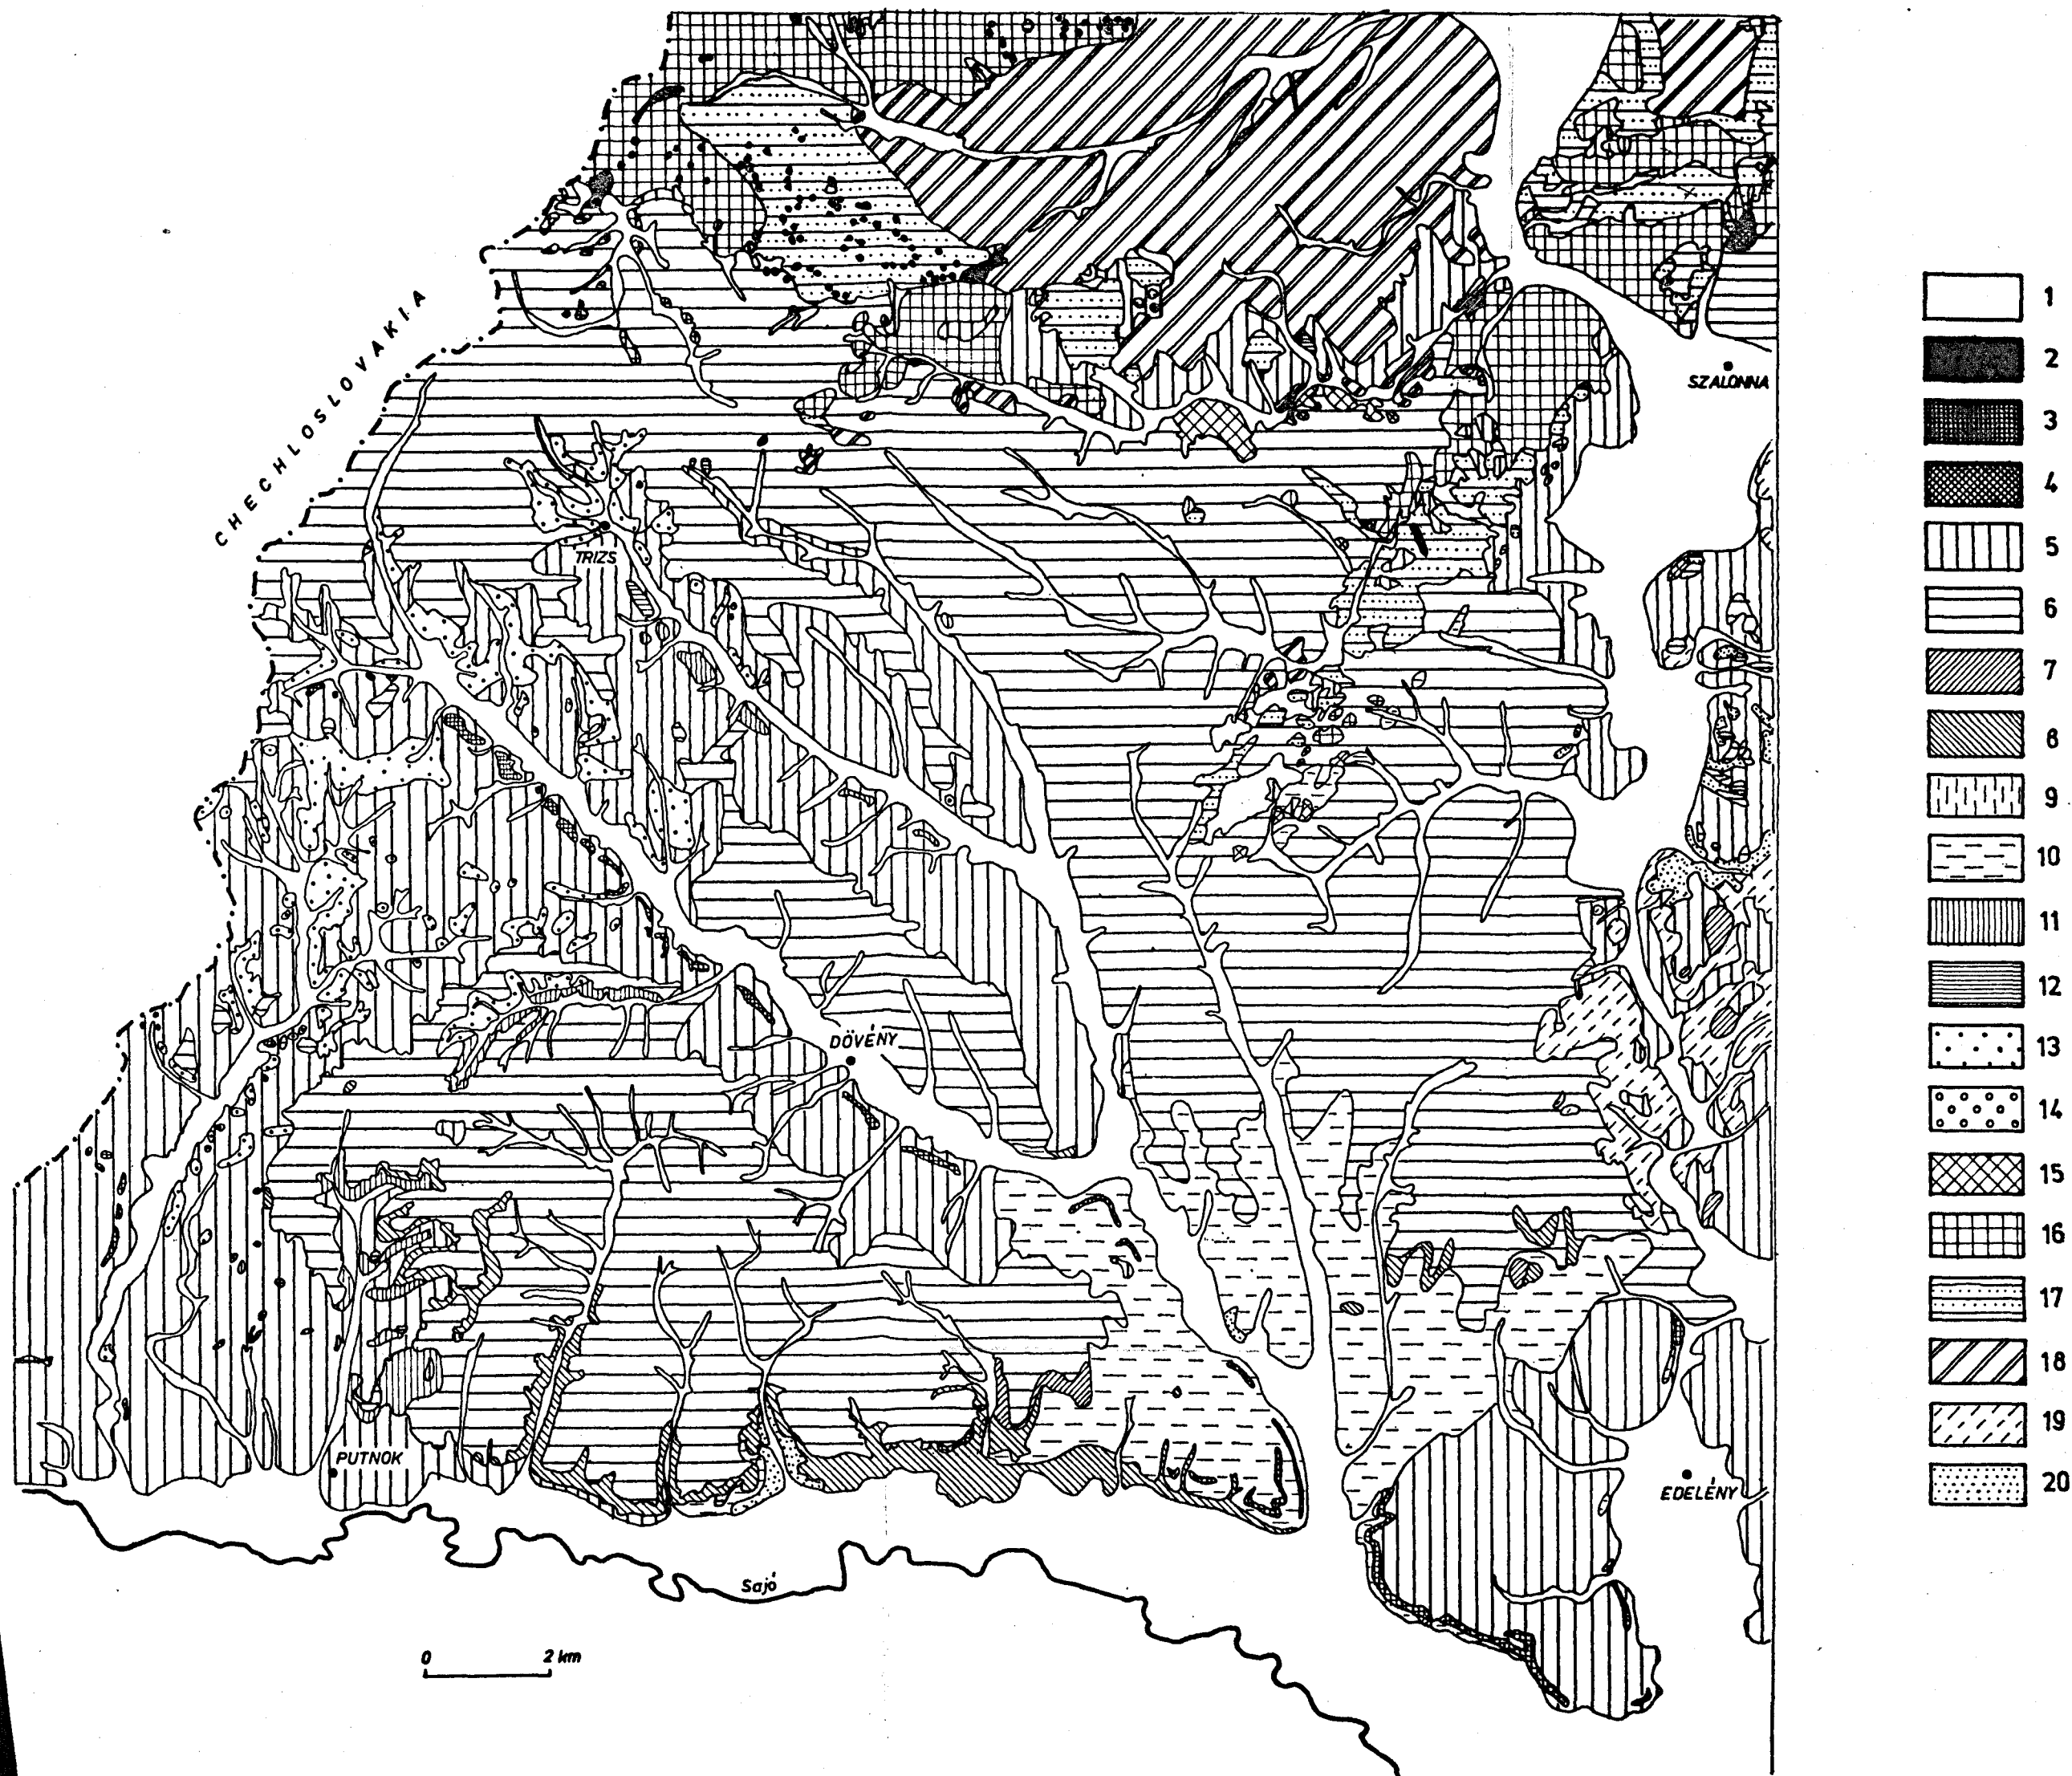 CHECHLOSLOVAKIA
SZALONNA
TRIZS
DÖVÉNY
PUTNOK
EDELÉNY
Sajó
0 2 km
1
2
3
4
5
6
7
8
9
10
11
12
13
14
15
16
17
18
19
20